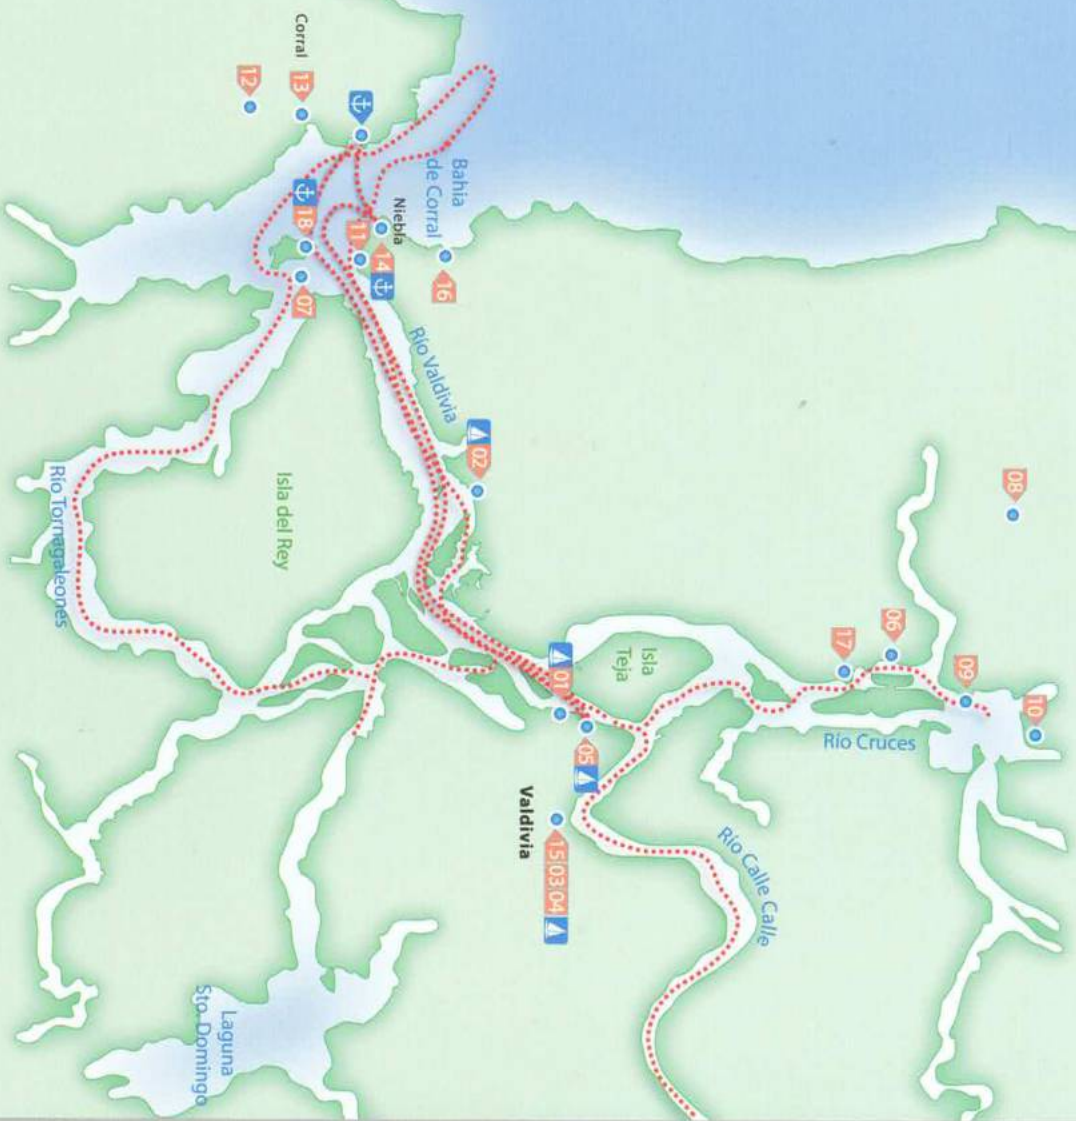 08
10
09
06
Río Cruces
17
Río Calle Calle
Isla
Teja
05
01
15|03|04
Valdivia
02
Bahia
de Corral
16
Río Valdivia
Niebla
14
11
Corral
13
18
07
Isla del Rey
12
Laguna
Sto. Domingo
Río Tornagaleones